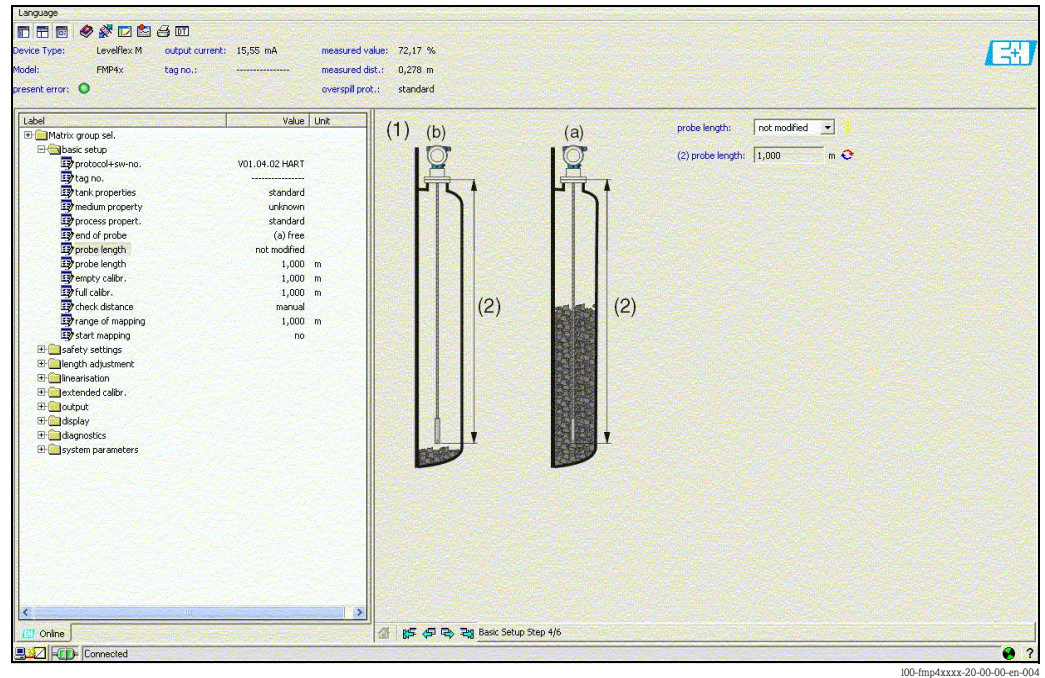 Language
DT
Device Type: Levelflex M output current: 15,55 mA measured value: 72,17 %
Model: FMP4x tag no.: ---------------- measured dist.: 0,278 m
present error: overspill prot.: standard
E+H
Label Value Unit
Matrix group sel.
basic setup
protocol+sw-no. V01.04.02 HART
tag no. ----------------
tank properties standard
medium property unknown
process propert. standard
end of probe (a) free
probe length not modified
probe length 1,000 m
empty calibr. 1,000 m
full calibr. 1,000 m
check distance manual
range of mapping 1,000 m
start mapping no
safety settings
length adjustment
linearisation
extended calibr.
output
display
diagnostics
system parameters
(1) (b) (a)
(2) (2)
probe length: not modified
(2) probe length: 1,000 m
Online
Basic Setup Step 4/6
Connected
?
l00-fmp4xxxx-20-00-00-en-004